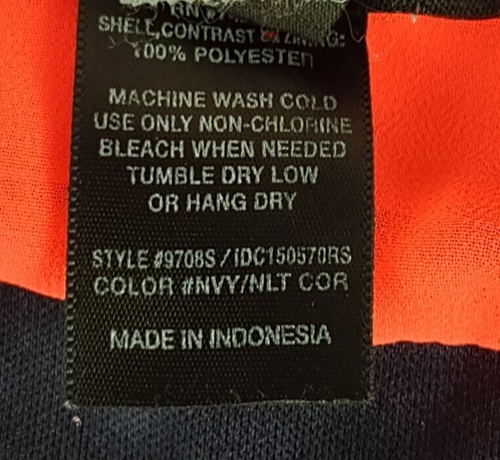 SHELL, CONTRAST & LINING:
100% POLYESTER
MACHINE WASH COLD
USE ONLY NON-CHLORINE
BLEACH WHEN NEEDED
TUMBLE DRY LOW
OR HANG DRY
STYLE #9708S / IDC150570RS
COLOR #NVY/NLT COR
MADE IN INDONESIA